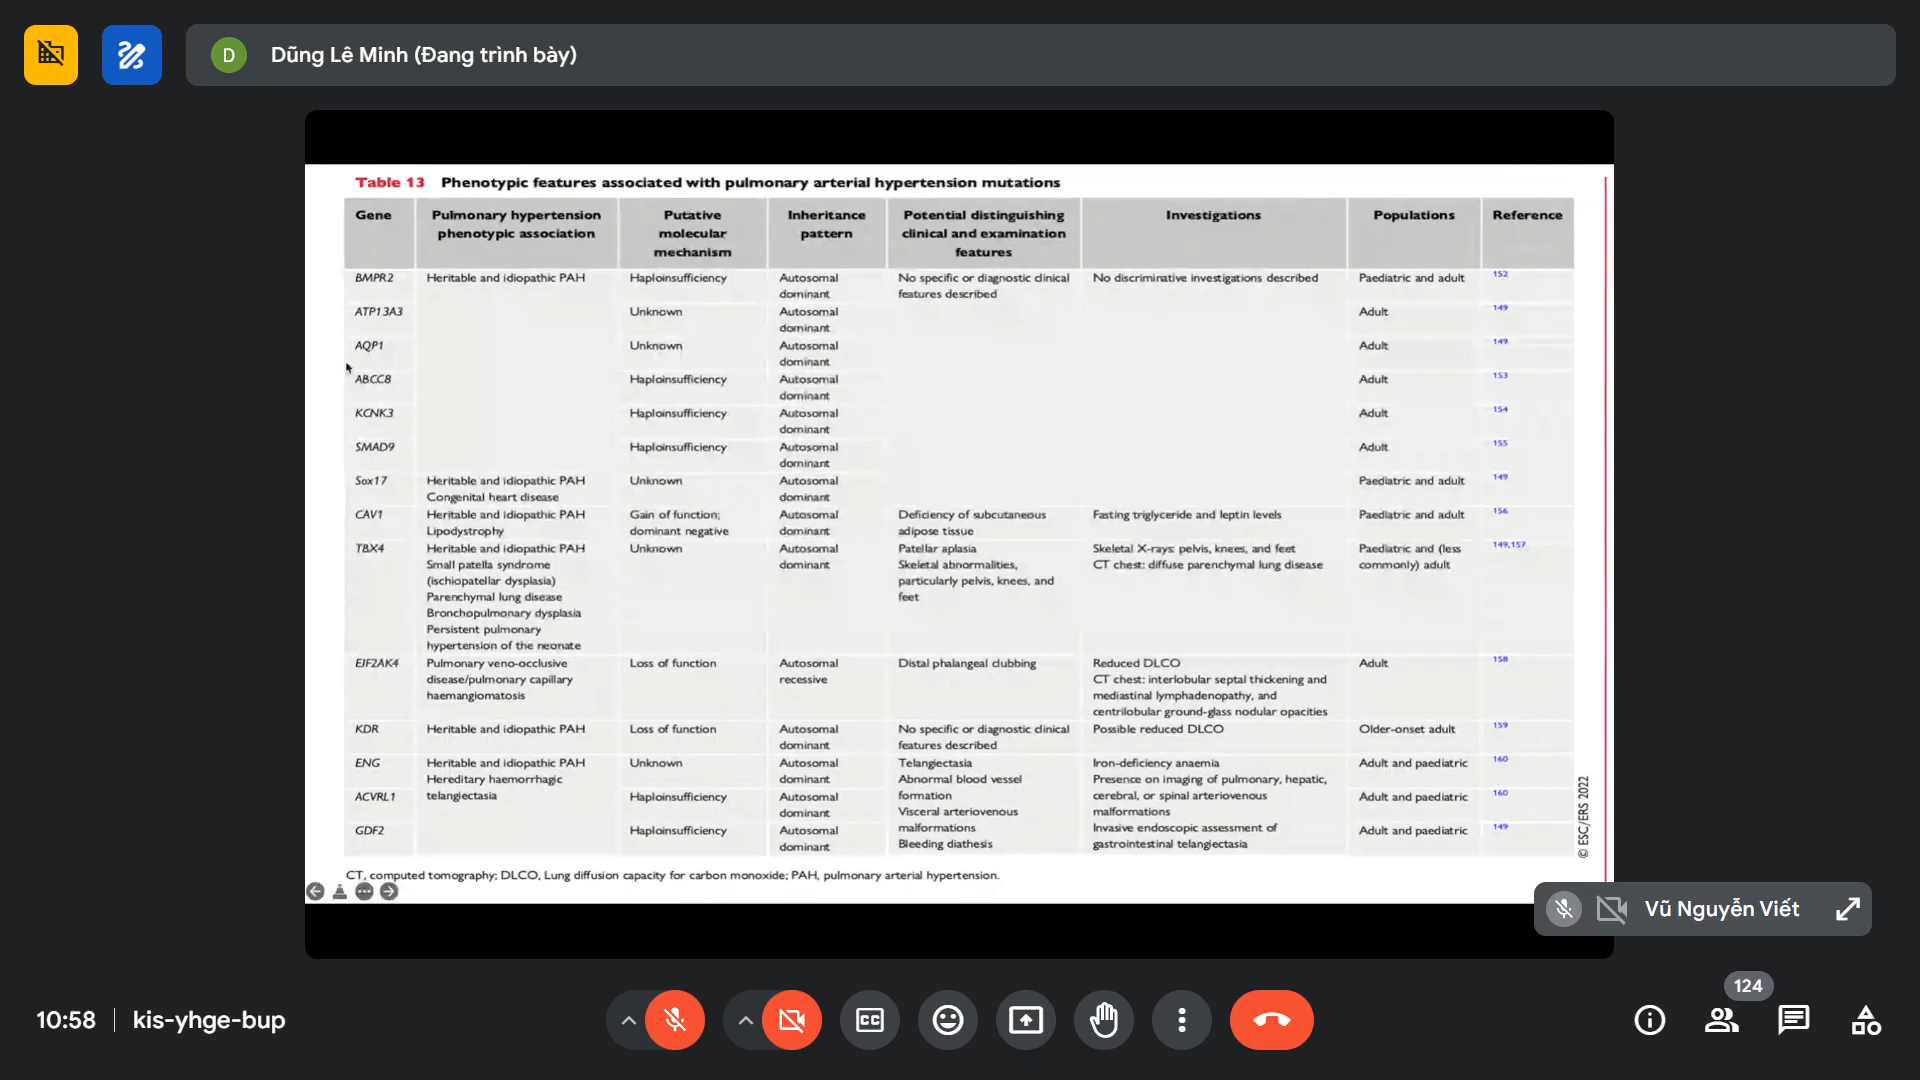 D Dũng Lê Minh (Đang trình bày)
Table 13 Phenotypic features associated with pulmonary arterial hypertension mutations
Gene Pulmonary hypertension phenotypic association Putative molecular mechanism Inheritance pattern Potential distinguishing clinical and examination features Investigations Populations Reference
BMPR2 Heritable and idiopathic PAH Haploinsufficiency Autosomal dominant No specific or diagnostic clinical features described No discriminative investigations described Paediatric and adult 152
ATP13A3 Unknown Autosomal dominant Adult 149
AQP1 Unknown Autosomal dominant Adult 149
ABCC8 Haploinsufficiency Autosomal dominant Adult 153
KCNK3 Haploinsufficiency Autosomal dominant Adult 154
SMAD9 Haploinsufficiency Autosomal dominant Adult 155
Sox17 Heritable and idiopathic PAH Congenital heart disease Unknown Autosomal dominant Paediatric and adult 149
CAV1 Heritable and idiopathic PAH Lipodystrophy Gain of function; dominant negative Autosomal dominant Deficiency of subcutaneous adipose tissue Fasting triglyceride and leptin levels Paediatric and adult 156
TBX4 Heritable and idiopathic PAH Small patella syndrome (ischiopatellar dysplasia) Parenchymal lung disease Bronchopulmonary dysplasia Persistent pulmonary hypertension of the neonate Unknown Autosomal dominant Patellar aplasia Skeletal abnormalities, particularly pelvis, knees, and feet Skeletal X-rays: pelvis, knees, and feet CT chest: diffuse parenchymal lung disease Paediatric and (less commonly) adult 149,157
EIF2AK4 Pulmonary veno-occlusive disease/pulmonary capillary haemangiomatosis Loss of function Autosomal recessive Distal phalangeal clubbing Reduced DLCO CT chest: interlobular septal thickening and mediastinal lymphadenopathy, and centrilobular ground-glass nodular opacities Adult 158
KDR Heritable and idiopathic PAH Loss of function Autosomal dominant No specific or diagnostic clinical features described Possible reduced DLCO Older-onset adult 159
ENG Heritable and idiopathic PAH Hereditary haemorrhagic telangiectasia Unknown Autosomal dominant Telangiectasia Abnormal blood vessel formation Visceral arteriovenous malformations Bleeding diathesis Iron-deficiency anaemia Presence on imaging of pulmonary, hepatic, cerebral, or spinal arteriovenous malformations Invasive endoscopic assessment of gastrointestinal telangiectasia Adult and paediatric 160
ACVRL1 Haploinsufficiency Autosomal dominant Adult and paediatric 160
GDF2 Haploinsufficiency Autosomal dominant Adult and paediatric 149
© ESC/ERS 2022
CT, computed tomography; DLCO, Lung diffusion capacity for carbon monoxide; PAH, pulmonary arterial hypertension.
Vũ Nguyễn Viết
124
10:58 kis-yhge-bup
CC